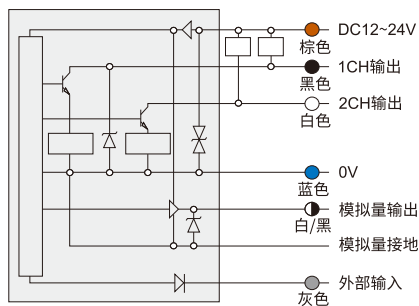 DC12~24V
棕色
1CH输出
黑色
2CH输出
白色
0V
蓝色
模拟量输出
白/黑
模拟量接地
外部输入
灰色